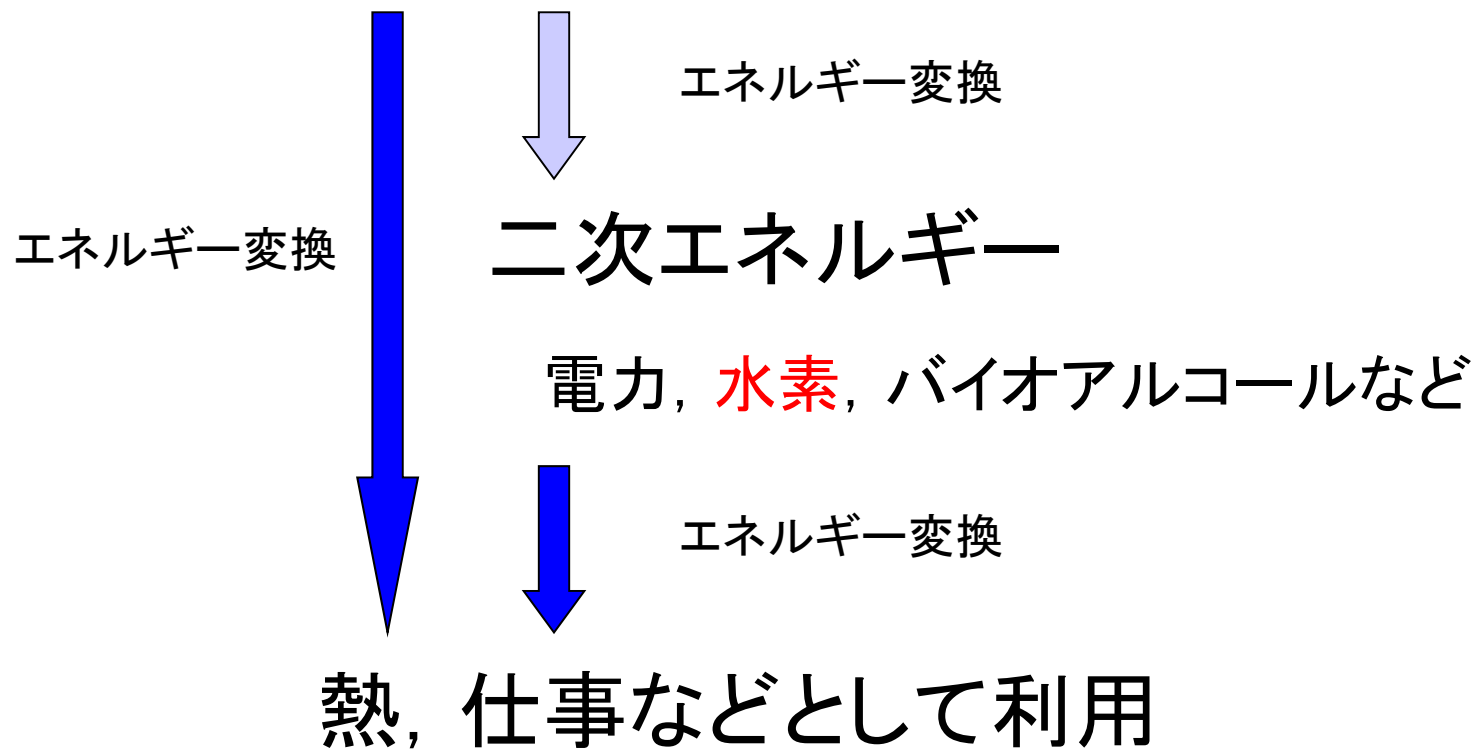 エネルギー変換
エネルギー変換
二次エネルギー
電力，水素，バイオアルコールなど
エネルギー変換
熱，仕事などとして利用